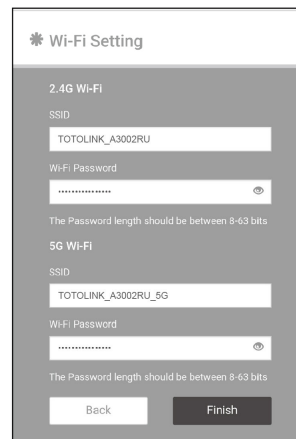 Wi-Fi Setting
2.4G Wi-Fi
SSID
TOTOLINK_A3002RU
Wi-Fi Password
................
The Password length should be between 8-63 bits
5G Wi-Fi
SSID
TOTOLINK_A3002RU_5G
Wi-Fi Password
................
The Password length should be between 8-63 bits
Back
Finish